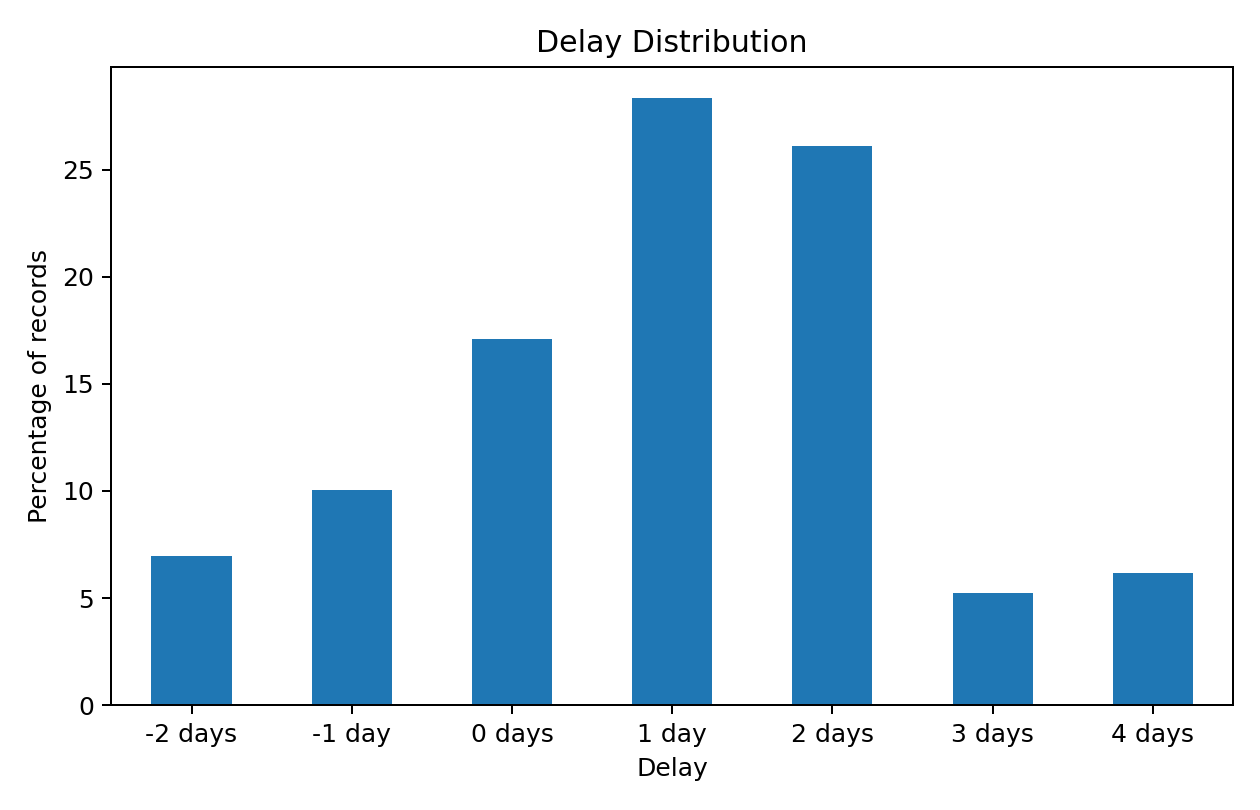 Delay Distribution
Percentage of records
25
20
15
10
5
0
-2 days
-1 day
0 days
1 day
2 days
3 days
4 days
Delay